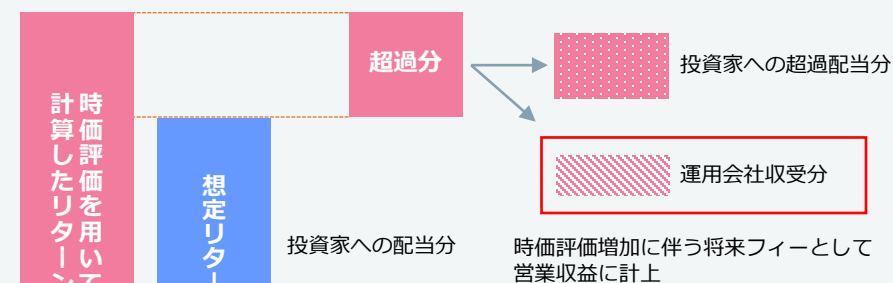 時価評価を用いて
計算したリターン
想定リター
超過分
投資家への超過配当分
運用会社収受分
投資家への配当分
時価評価増加に伴う将来フィーとして
営業収益に計上